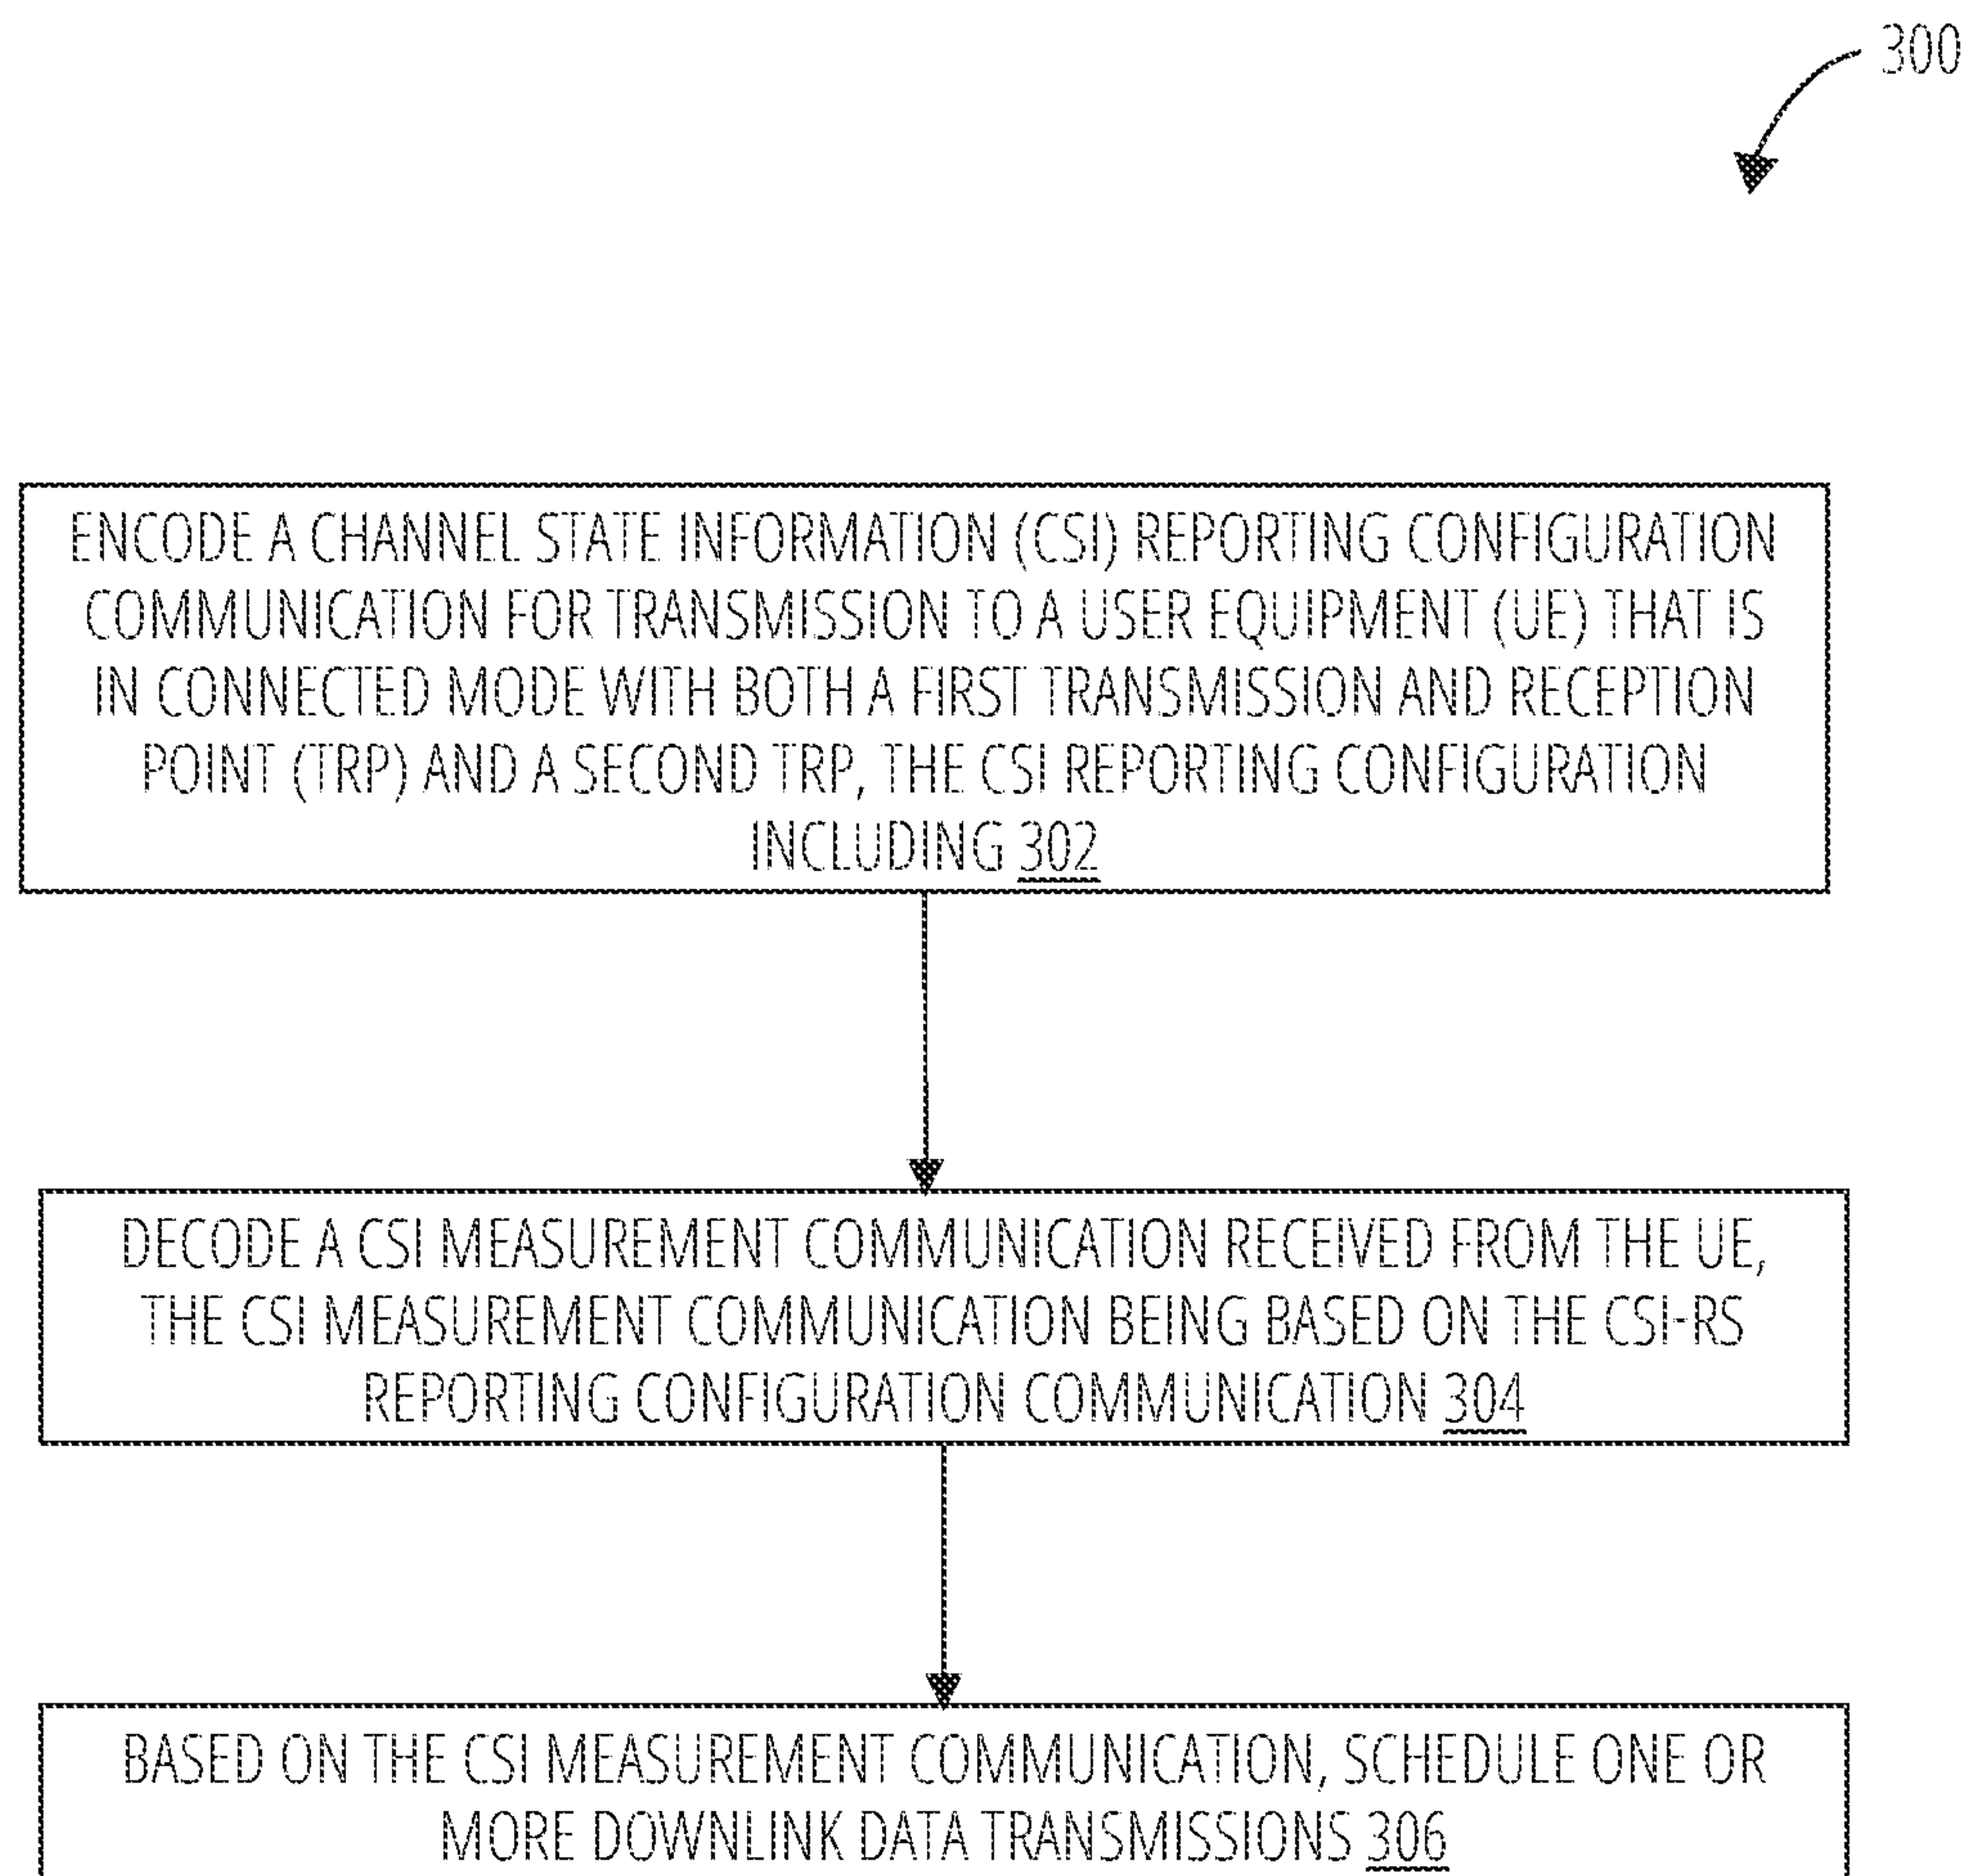 300
ENCODE A CHANNEL STATE INFORMATION (CSI) REPORTING CONFIGURATION
COMMUNICATION FOR TRANSMISSION TO A USER EQUIPMENT (UE) THAT IS
IN CONNECTED MODE WITH BOTH A FIRST TRANSMISSION AND RECEPTION
POINT (TRP) AND A SECOND TRP, THE CSI REPORTING CONFIGURATION
INCLUDING 302
DECODE A CSI MEASUREMENT COMMUNICATION RECEIVED FROM THE UE,
THE CSI MEASUREMENT COMMUNICATION BEING BASED ON THE CSI-RS
REPORTING CONFIGURATION COMMUNICATION 304
BASED ON THE CSI MEASUREMENT COMMUNICATION, SCHEDULE ONE OR
MORE DOWNLINK DATA TRANSMISSIONS 306